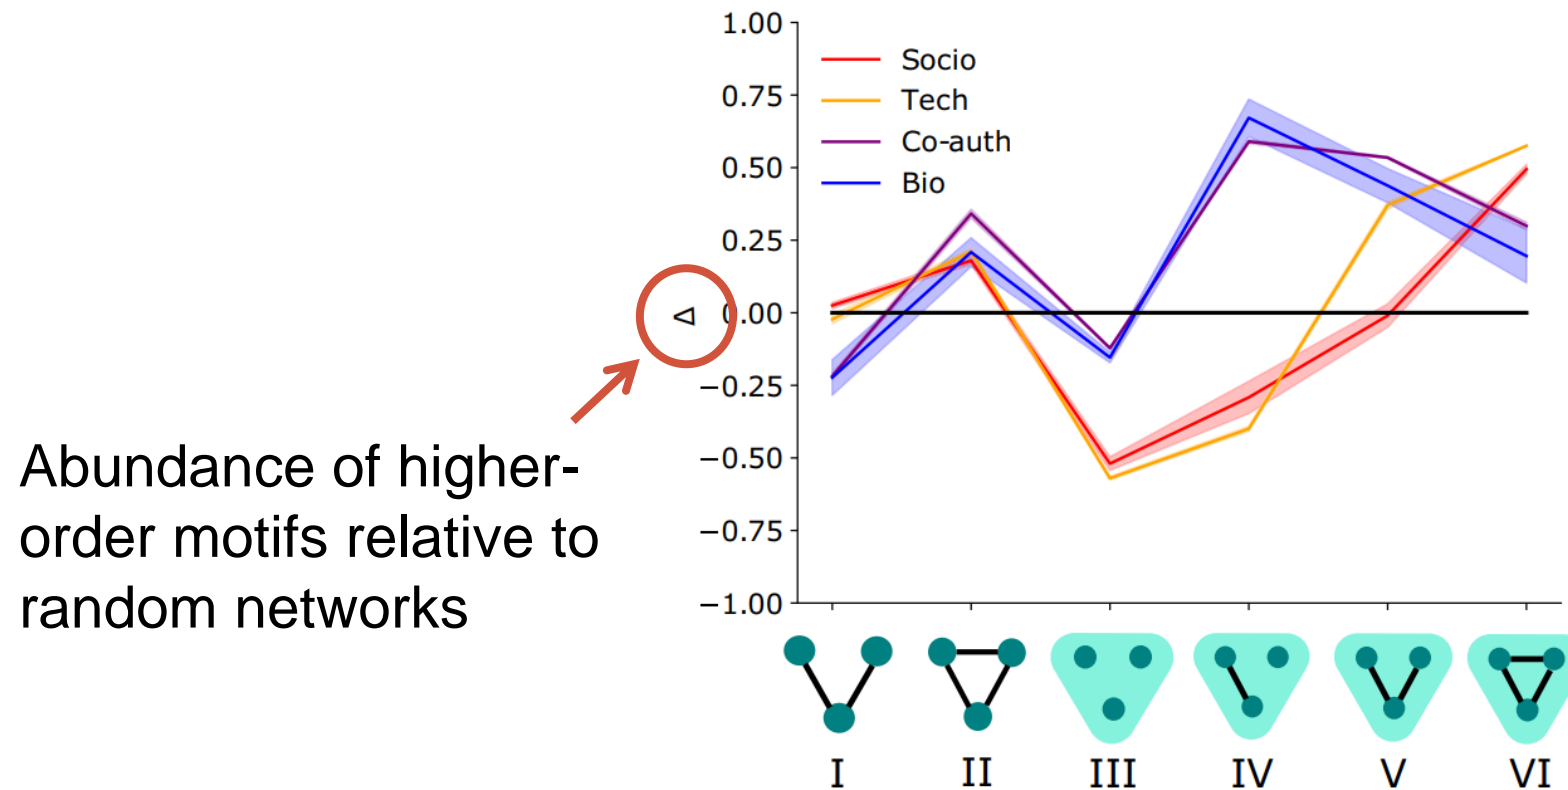 1.00
0.75
0.50
0.25
0.00
−0.25
−0.50
−0.75
−1.00
Δ
Socio
Tech
Co-auth
Bio
Abundance of higher-
order motifs relative to
random networks
I II III IV V VI